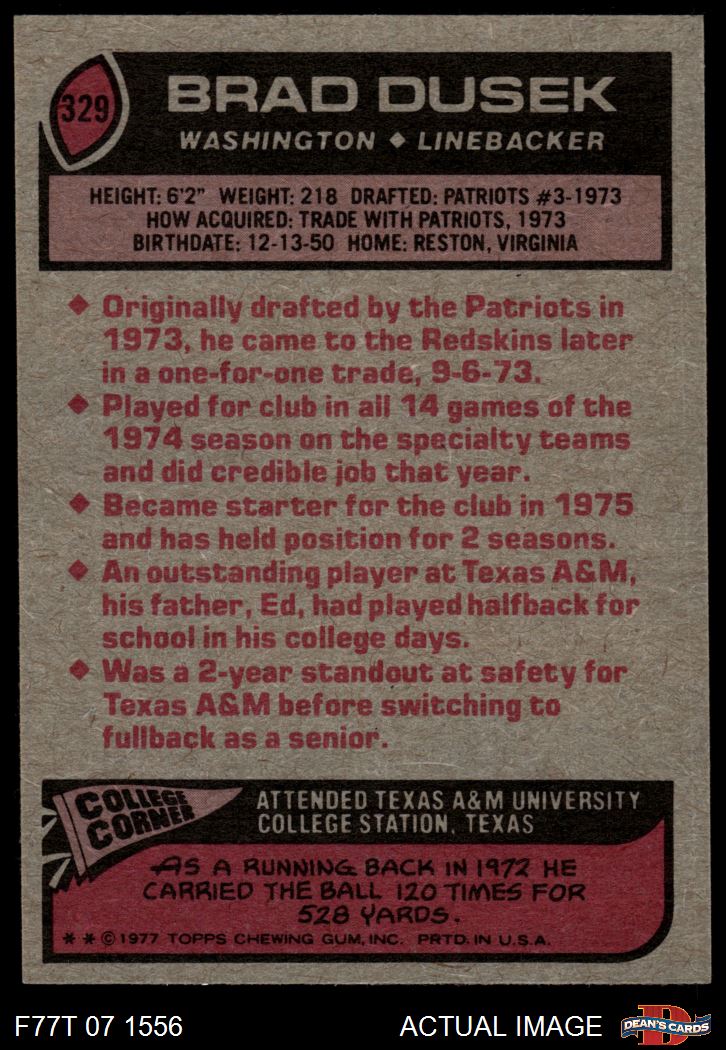 329
BRAD DUSEK
WASHINGTON ◆ LINEBACKER
HEIGHT: 6'2" WEIGHT: 218 DRAFTED: PATRIOTS #3-1973
HOW ACQUIRED: TRADE WITH PATRIOTS, 1973
BIRTHDATE: 12-13-50 HOME: RESTON, VIRGINIA
◆ Originally drafted by the Patriots in
1973, he came to the Redskins later
in a one-for-one trade, 9-6-73.
◆ Played for club in all 14 games of the
1974 season on the specialty teams
and did credible job that year.
◆ Became starter for the club in 1975
and has held position for 2 seasons.
◆ An outstanding player at Texas A&M,
his father, Ed, had played halfback for
school in his college days.
◆ Was a 2-year standout at safety for
Texas A&M before switching to
fullback as a senior.
COLLEGE
CORNER
ATTENDED TEXAS A&M UNIVERSITY
COLLEGE STATION, TEXAS
AS A RUNNING BACK IN 1972 HE
CARRIED THE BALL 120 TIMES FOR
528 YARDS.
* * © 1977 TOPPS CHEWING GUM, INC. PRTD. IN U.S.A.
F77T 07 1556
ACTUAL IMAGE
D
DEAN'S CARDS